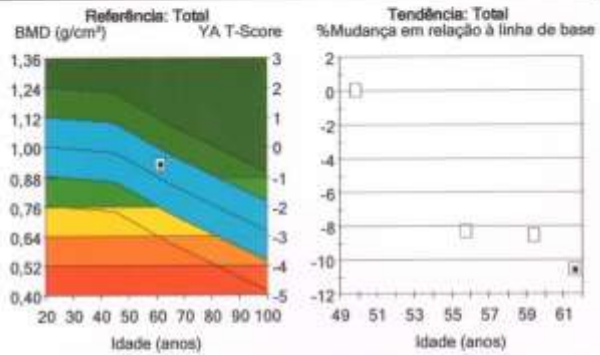 Referência: Total
BMD (g/cm²) YA T-Score
1,36 3
1,24 2
1,12 1
1,00 0
0,88 -1
0,76 -2
0,64 -3
0,52 -4
0,40 -5
20 30 40 50 60 70 80 90 100
Idade (anos)
Tendência: Total
%Mudança em relação à linha de base
2
0
-2
-4
-6
-8
-10
-12
49 51 53 55 57 59 61
Idade (anos)